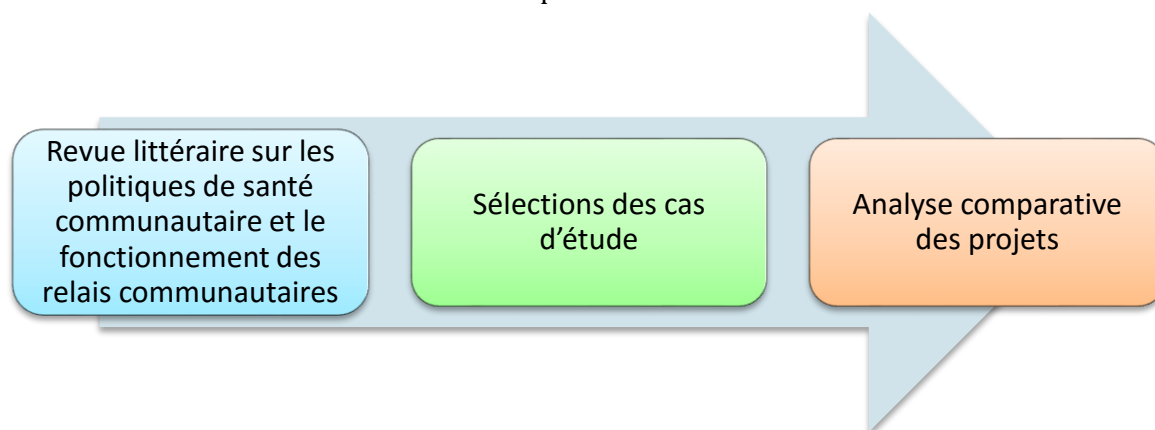 Revue littéraire sur les
politiques de santé
communautaire et le
fonctionnement des
relais communautaires
Sélections des cas
d’étude
Analyse comparative
des projets